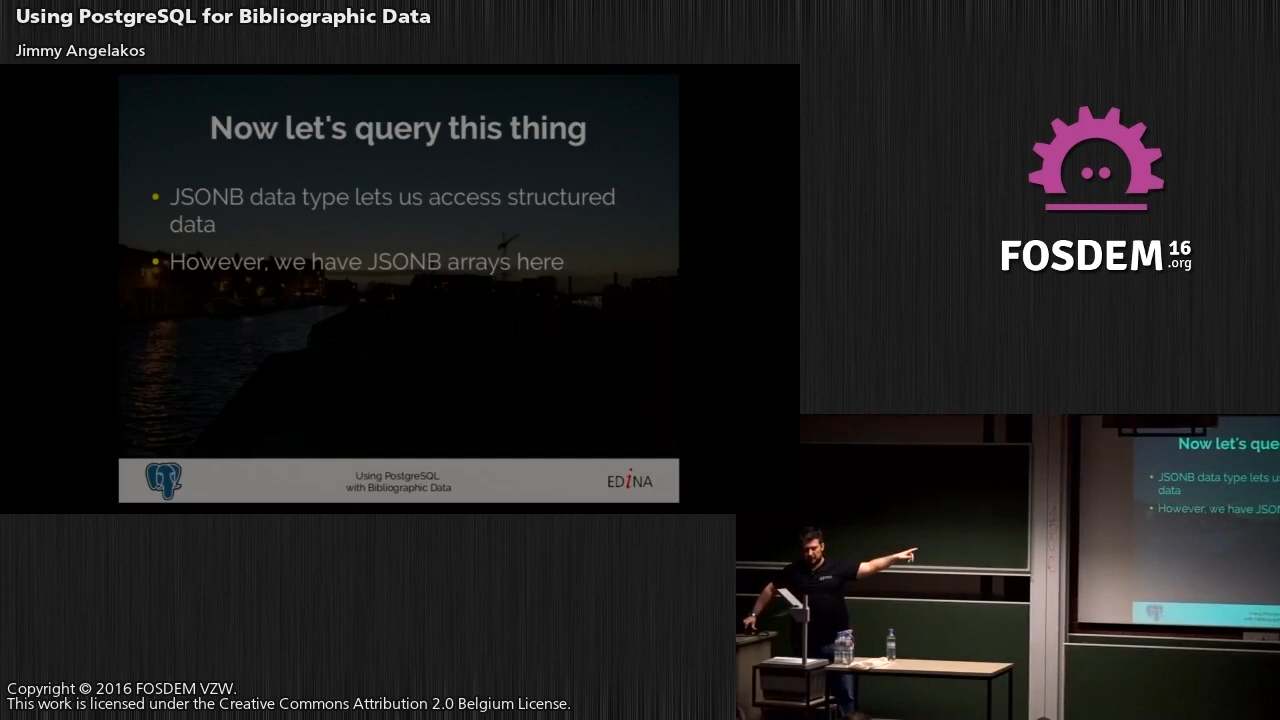 Using PostgreSQL for Bibliographic Data
Jimmy Angelakos
Now let's query this thing
JSONB data type lets us access structured
data
However, we have JSONB arrays here
Using PostgreSQL
with Bibliographic Data
EDINA
FOSDEM 16
.org
Now let's que
JSONB data type lets u
data
However, we have JSON
Copyright © 2016 FOSDEM VZW.
This work is licensed under the Creative Commons Attribution 2.0 Belgium License.